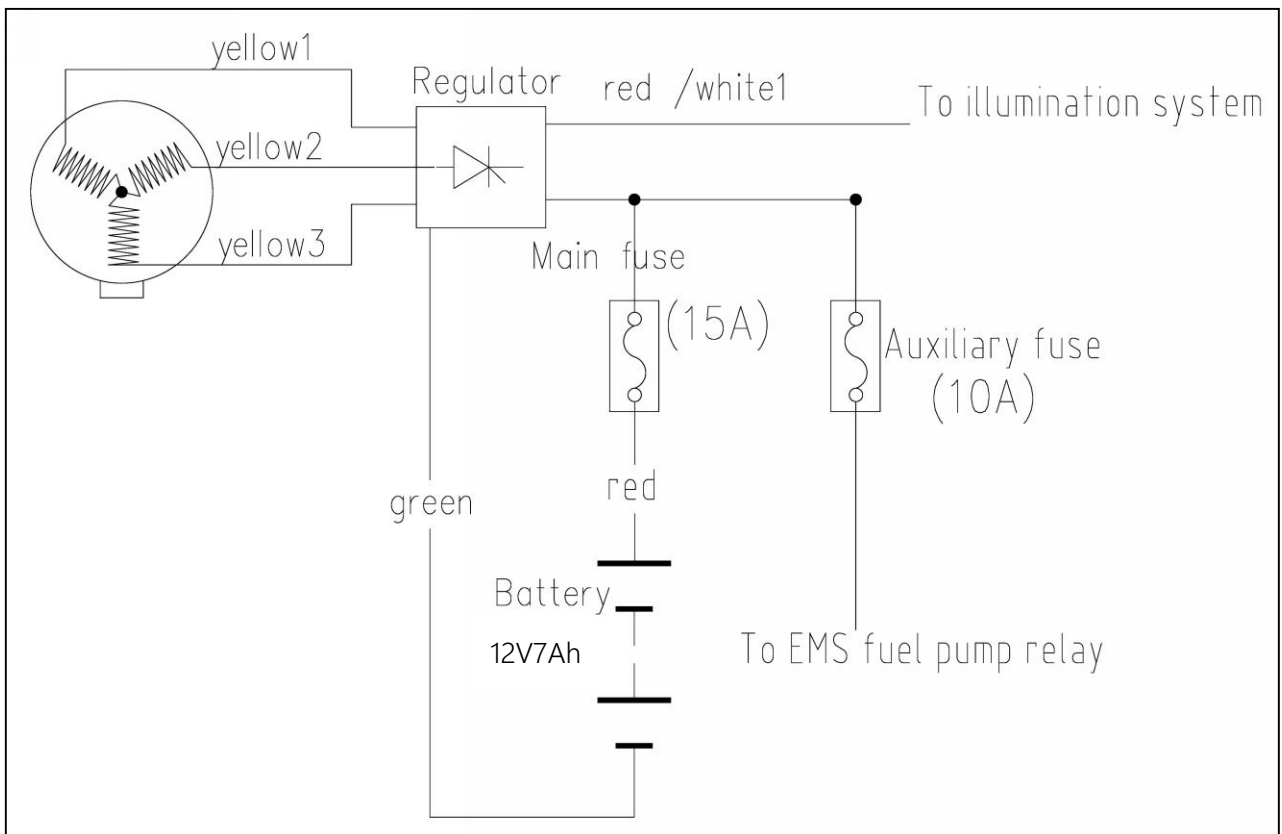 yellow1
Regulator
red /white1
To illumination system
yellow2
yellow3
Main fuse
(15A)
Auxiliary fuse
(10A)
red
green
Battery
12V7Ah
To EMS fuel pump relay